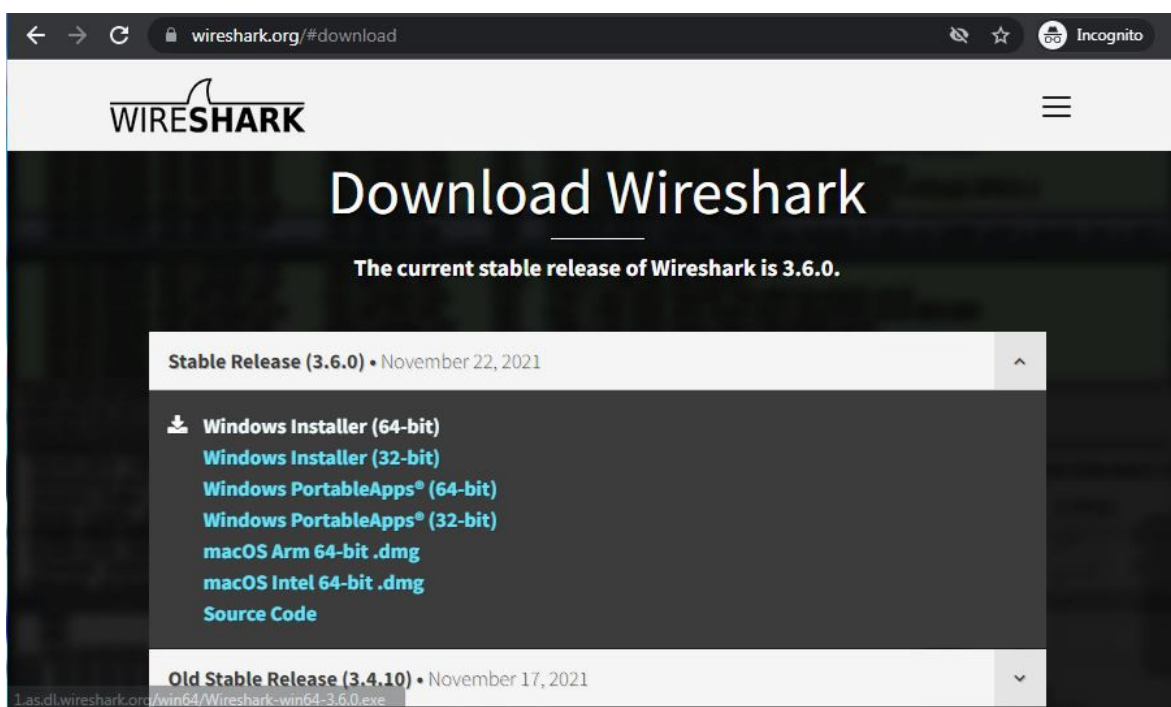 wireshark.org/#download
Incognito
WIRESHARK
Download Wireshark
The current stable release of Wireshark is 3.6.0.
Stable Release (3.6.0) • November 22, 2021
Windows Installer (64-bit)
Windows Installer (32-bit)
Windows PortableApps® (64-bit)
Windows PortableApps® (32-bit)
macOS Arm 64-bit .dmg
macOS Intel 64-bit .dmg
Source Code
Old Stable Release (3.4.10) • November 17, 2021
1.as.dl.wireshark.org/win64/Wireshark-win64-3.6.0.exe